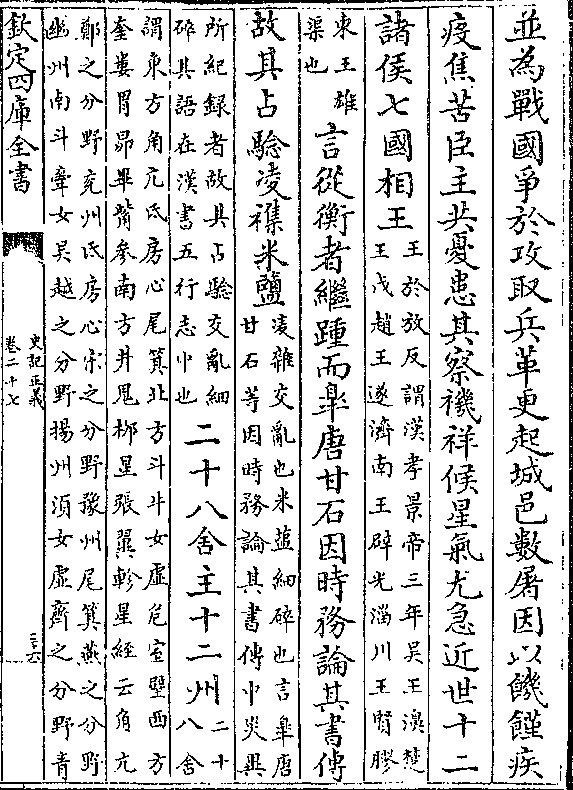 並為戰國爭於攻取兵革更起城邑數屠因以饑饉疾
疫焦苦臣主共憂患其察禨祥候星氣尤急近世十二
諸侯七國相王
王於放反謂漢孝景帝三年吳王濞楚
王戊趙王遂濟南王辟光淄川王賢膠
東王雄
渠也
言從衡者繼踵而臯唐甘石因時務論其書傳
故其占驗凌襍米鹽
凌雜交亂也米鹽細碎也言臯唐
甘石等因時務論其書傳中災異
所紀錄者故其占驗交亂細
碎其語在漢書五行志中也
二十八舍主十二州
二十八舍
謂東方角亢氐房心尾箕北方斗牛女虛危室壁西方
奎婁胃昴畢觜參南方井鬼柳星張翼軫星經云角亢
鄭之分野兖州氐房心宋之分野豫州尾箕燕之分野
幽州南斗牽女吳越之分野揚州須女虛齊之分野青
欽定四庫全書
史記正義
卷二十七
三六